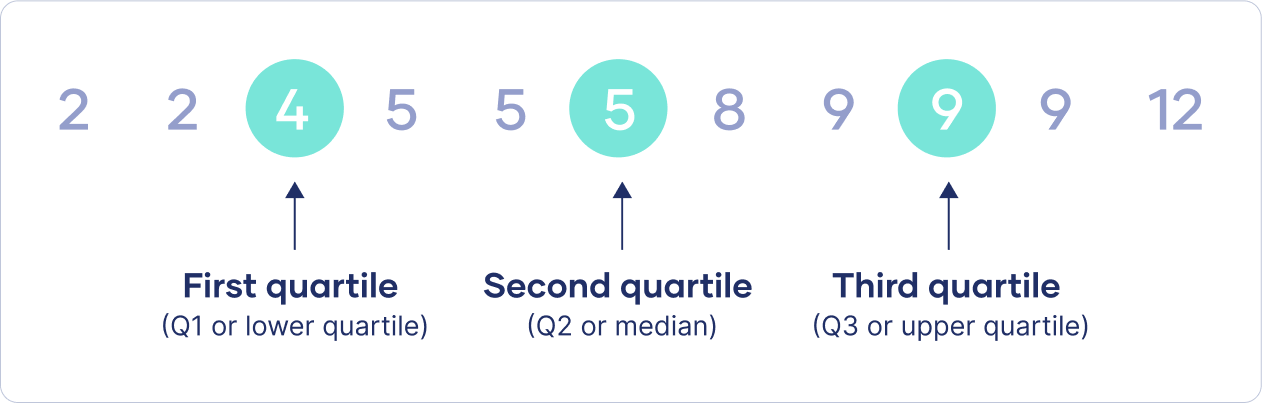 2 2 4 5 5 5 8 9 9 9 12
First quartile Second quartile Third quartile
(Q1 or lower quartile) (Q2 or median) (Q3 or upper quartile)